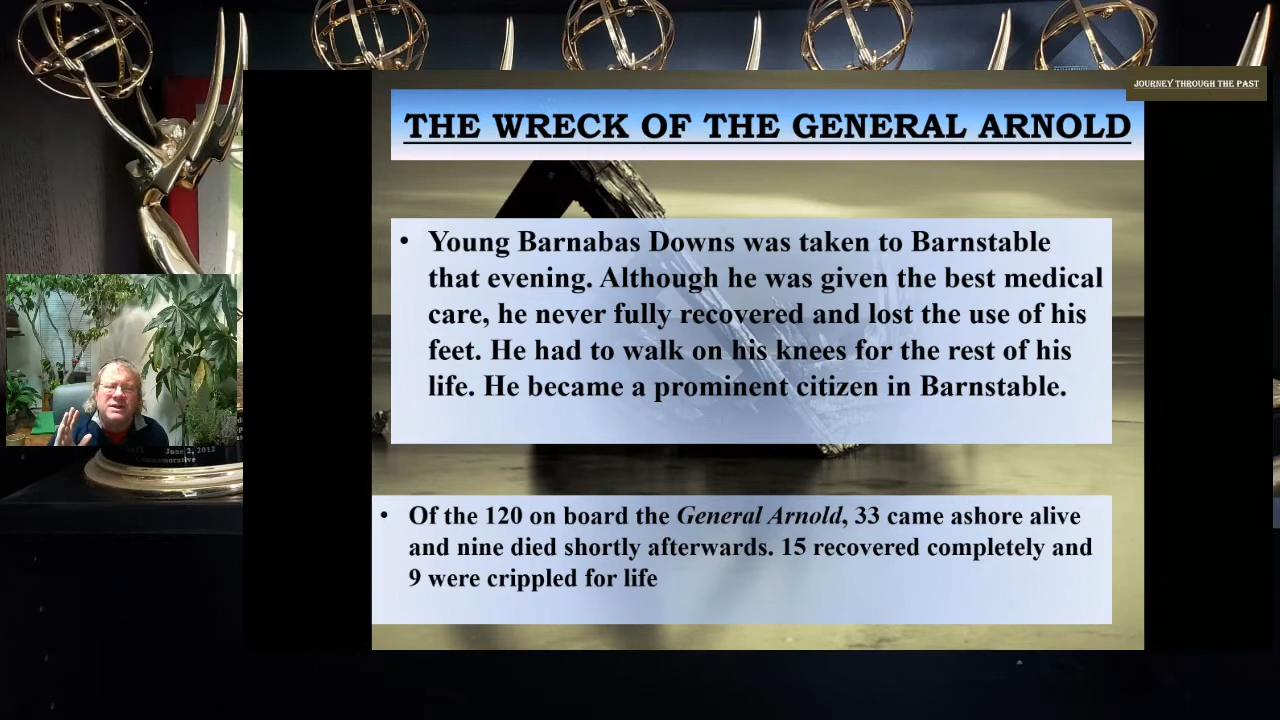 JOURNEY THROUGH THE PAST
THE WRECK OF THE GENERAL ARNOLD
• Young Barnabas Downs was taken to Barnstable
that evening. Although he was given the best medical
care, he never fully recovered and lost the use of his
feet. He had to walk on his knees for the rest of his
life. He became a prominent citizen in Barnstable.
June 2, 2012
Commemorative
• Of the 120 on board the General Arnold, 33 came ashore alive
and nine died shortly afterwards. 15 recovered completely and
9 were crippled for life